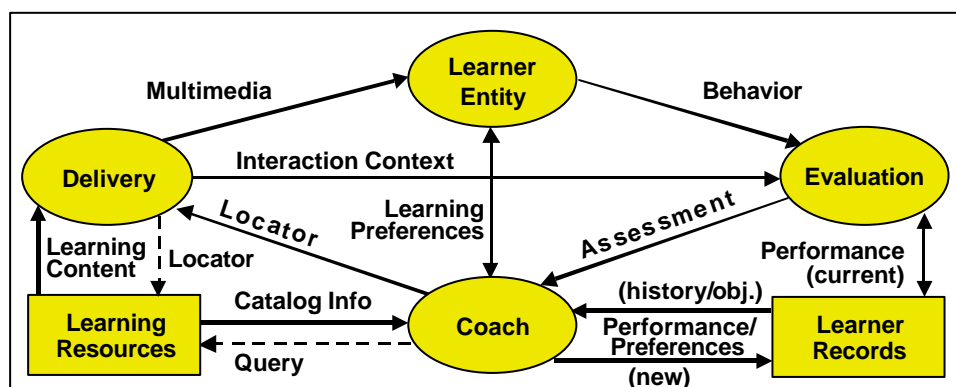 Learner
Entity
Multimedia
Behavior
Interaction Context
Delivery
Evaluation
Learning
Preferences
Locator
Assessment
Learning
Content
Locator
Performance
(current)
Catalog Info
(history/obj.)
Learning
Resources
Coach
Performance/
Preferences
Learner
Records
Query
(new)